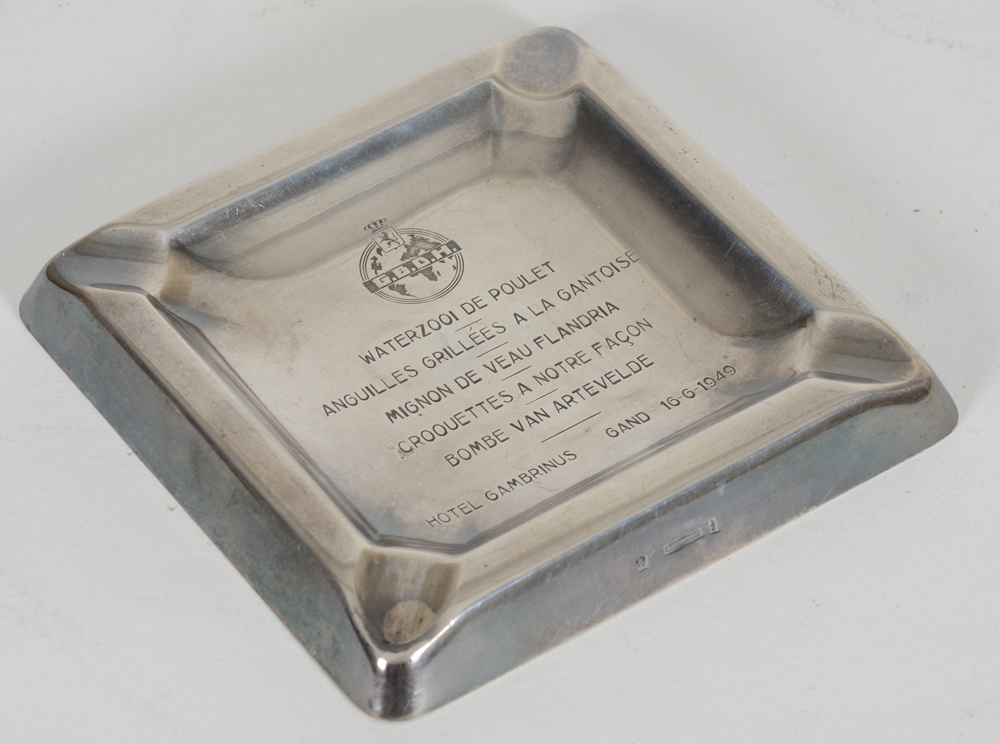 G.B.A.M.
WATERZOOI DE POULET
ANGUILLES GRILLÉES A LA GANTOISE
MIGNON DE VEAU FLANDRIA
CROQUETTES A NOTRE FAÇON
BOMBE VAN ARTEVELDE
HOTEL GAMBRINUS GAND 16-6-1949